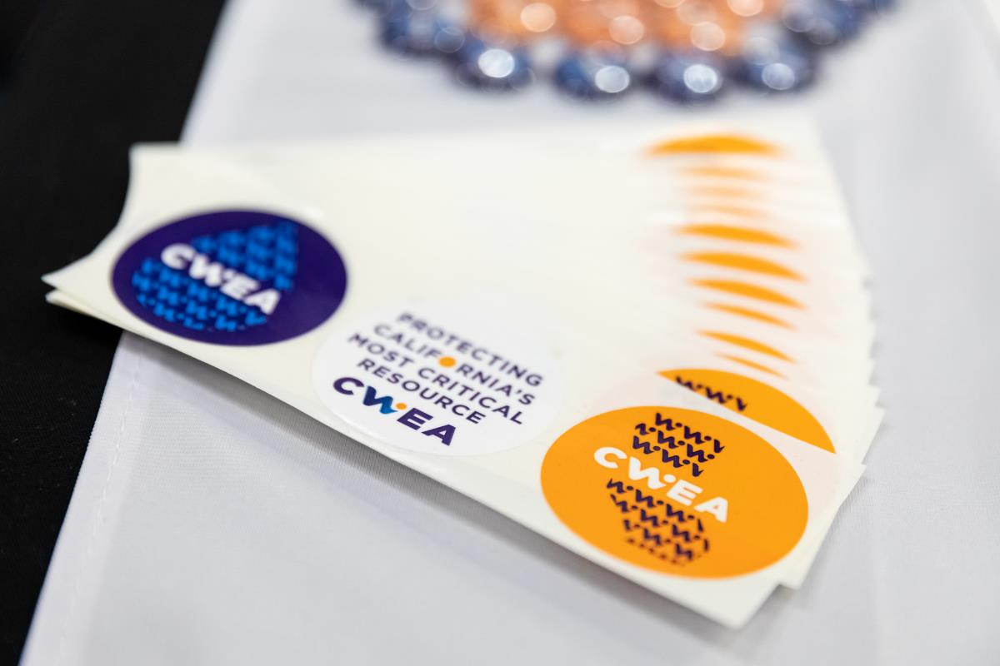 CWEA
PROTECTING
CALIFORNIA'S
MOST CRITICAL
RESOURCE
CWEA
CWEA